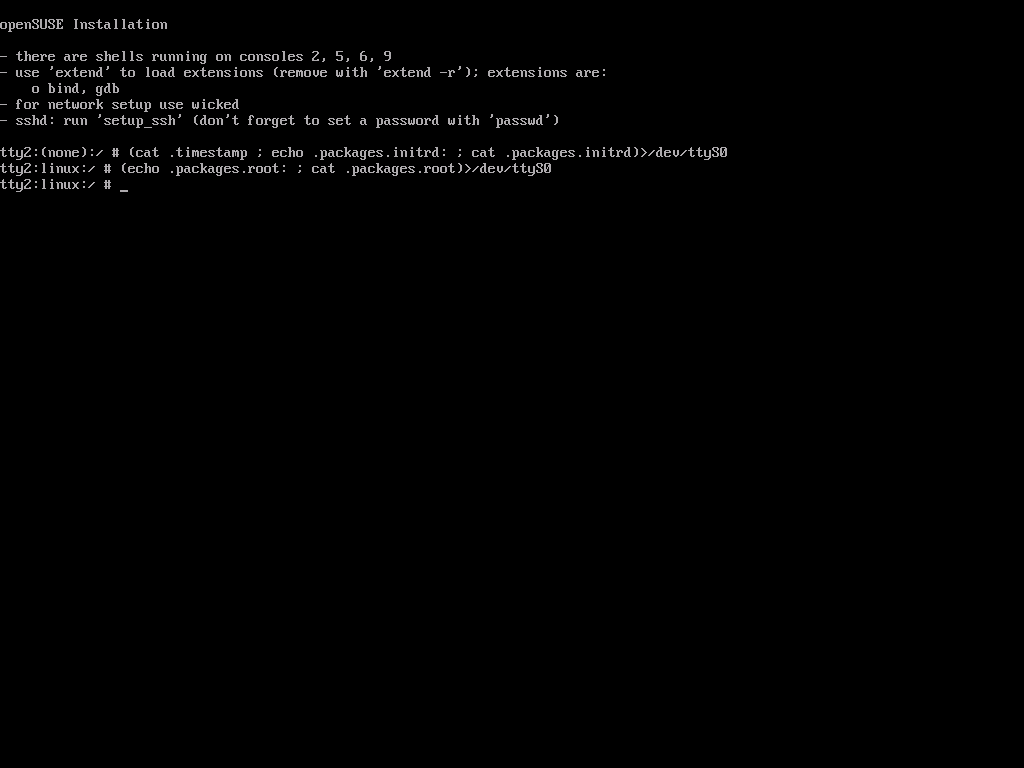 openSUSE Installation
- there are shells running on consoles 2, 5, 6, 9
- use 'extend' to load extensions (remove with 'extend -r'); extensions are:
o bind, gdb
- for network setup use wicked
- sshd: run 'setup_ssh' (don't forget to set a password with 'passwd')
tty2:(none):/ # (cat .timestamp ; echo .packages.initrd: ; cat .packages.initrd)>/dev/ttyS0
tty2:linux:/ # (echo .packages.root: ; cat .packages.root)>/dev/ttyS0
tty2:linux:/ # _